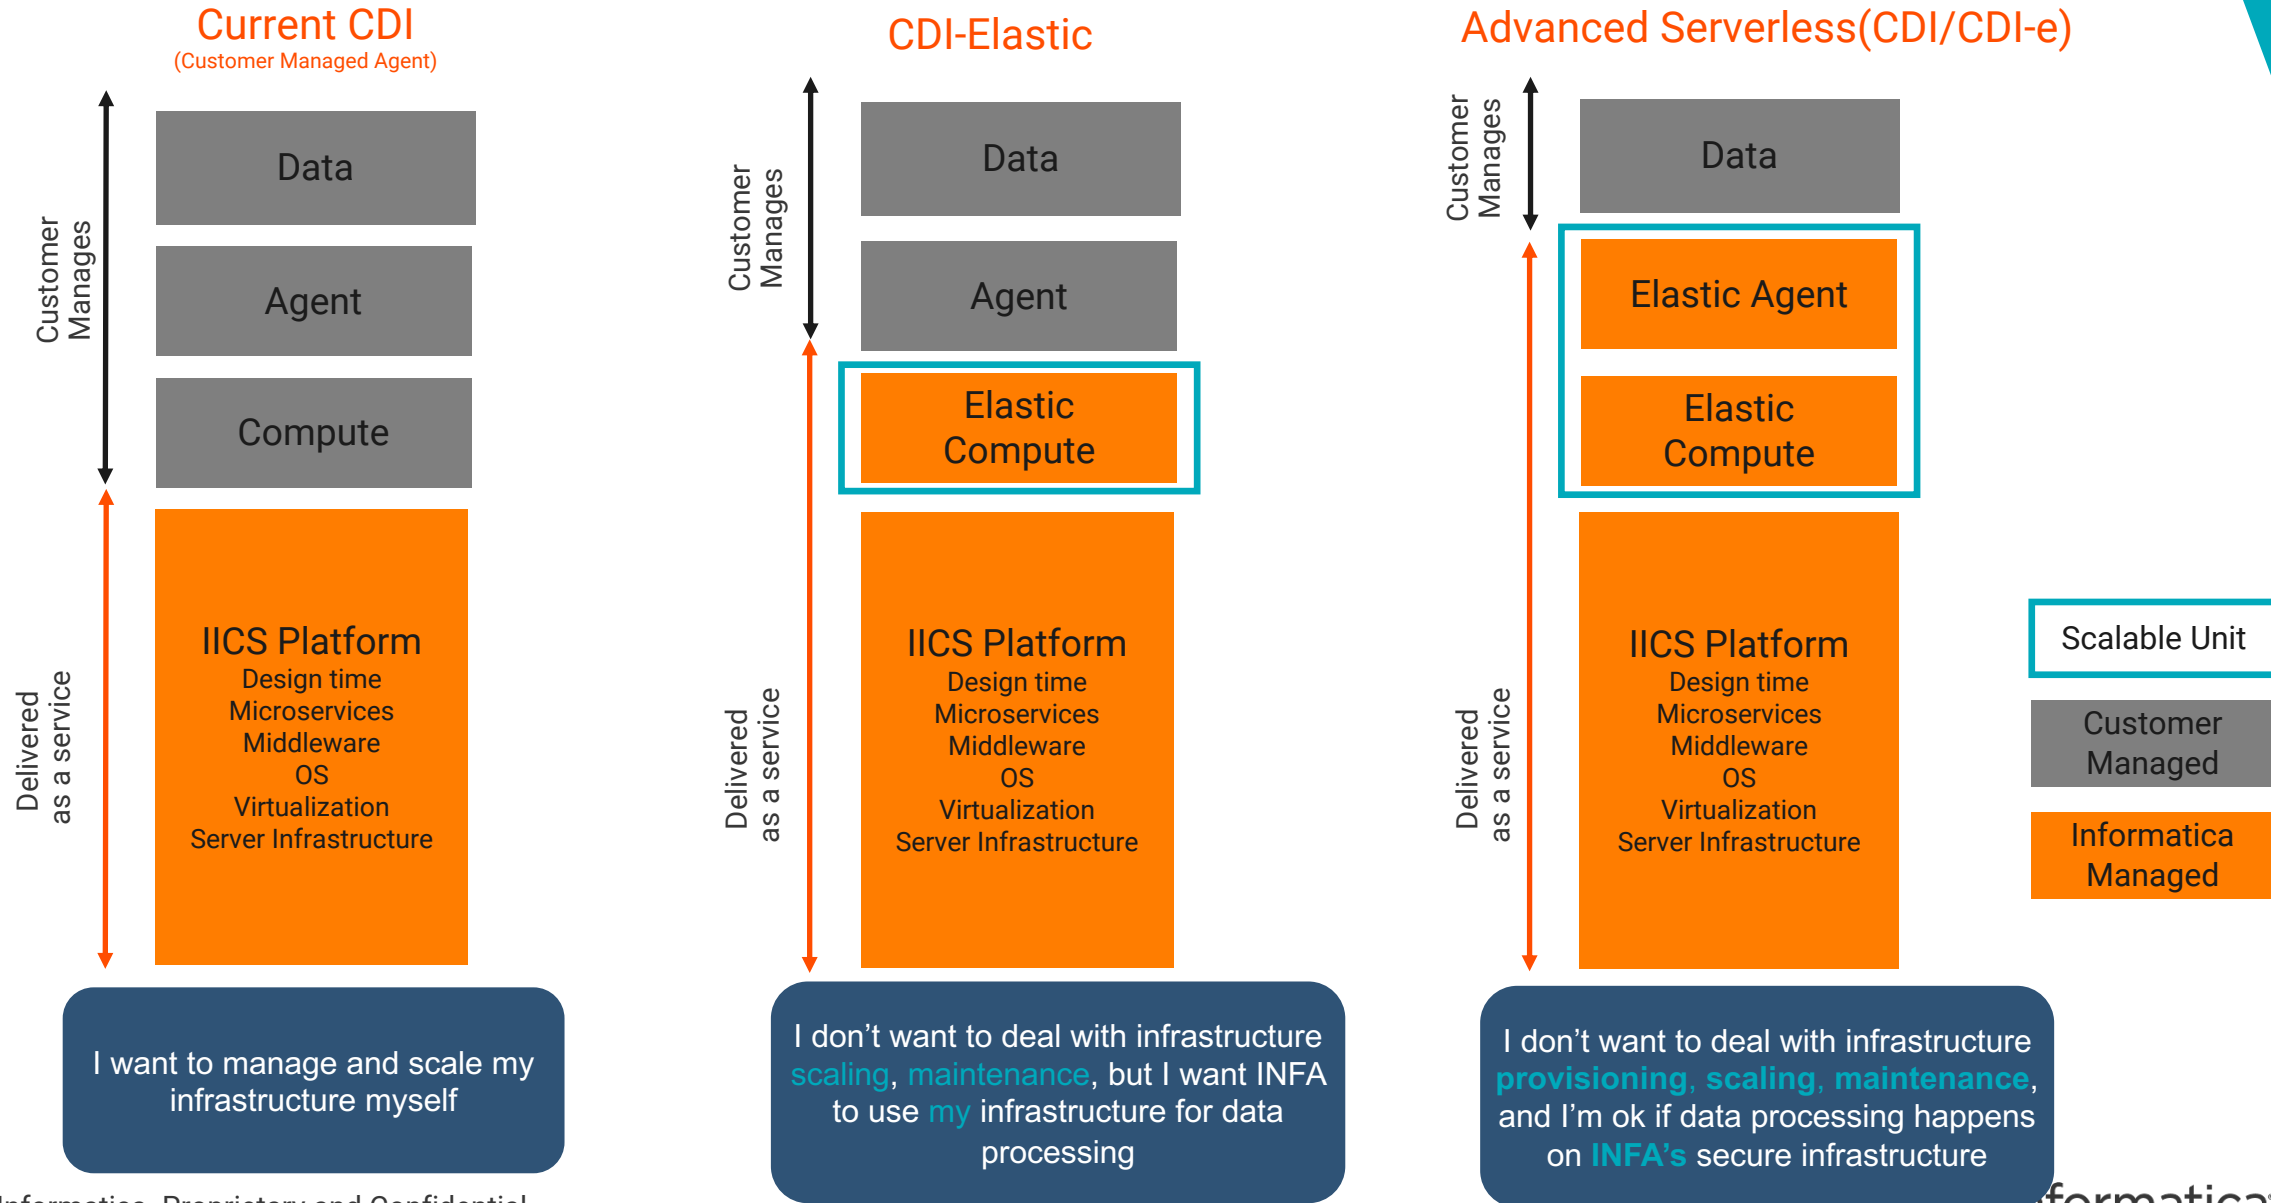 Current CDI
(Customer Managed Agent)
Customer
Manages
Data
Agent
Compute
Delivered
as a service
IICS Platform
Design time
Microservices
Middleware
OS
Virtualization
Server Infrastructure
I want to manage and scale my
infrastructure myself
CDI-Elastic
Customer
Manages
Data
Agent
Elastic
Compute
Delivered
as a service
IICS Platform
Design time
Microservices
Middleware
OS
Virtualization
Server Infrastructure
I don't want to deal with infrastructure
scaling, maintenance, but I want INFA
to use my infrastructure for data
processing
Advanced Serverless(CDI/CDI-e)
Customer
Manages
Data
Elastic Agent
Elastic
Compute
Delivered
as a service
IICS Platform
Design time
Microservices
Middleware
OS
Virtualization
Server Infrastructure
I don't want to deal with infrastructure
provisioning, scaling, maintenance,
and I'm ok if data processing happens
on INFA's secure infrastructure
Scalable Unit
Customer
Managed
Informatica
Managed
Informatica. Proprietary and Confidential